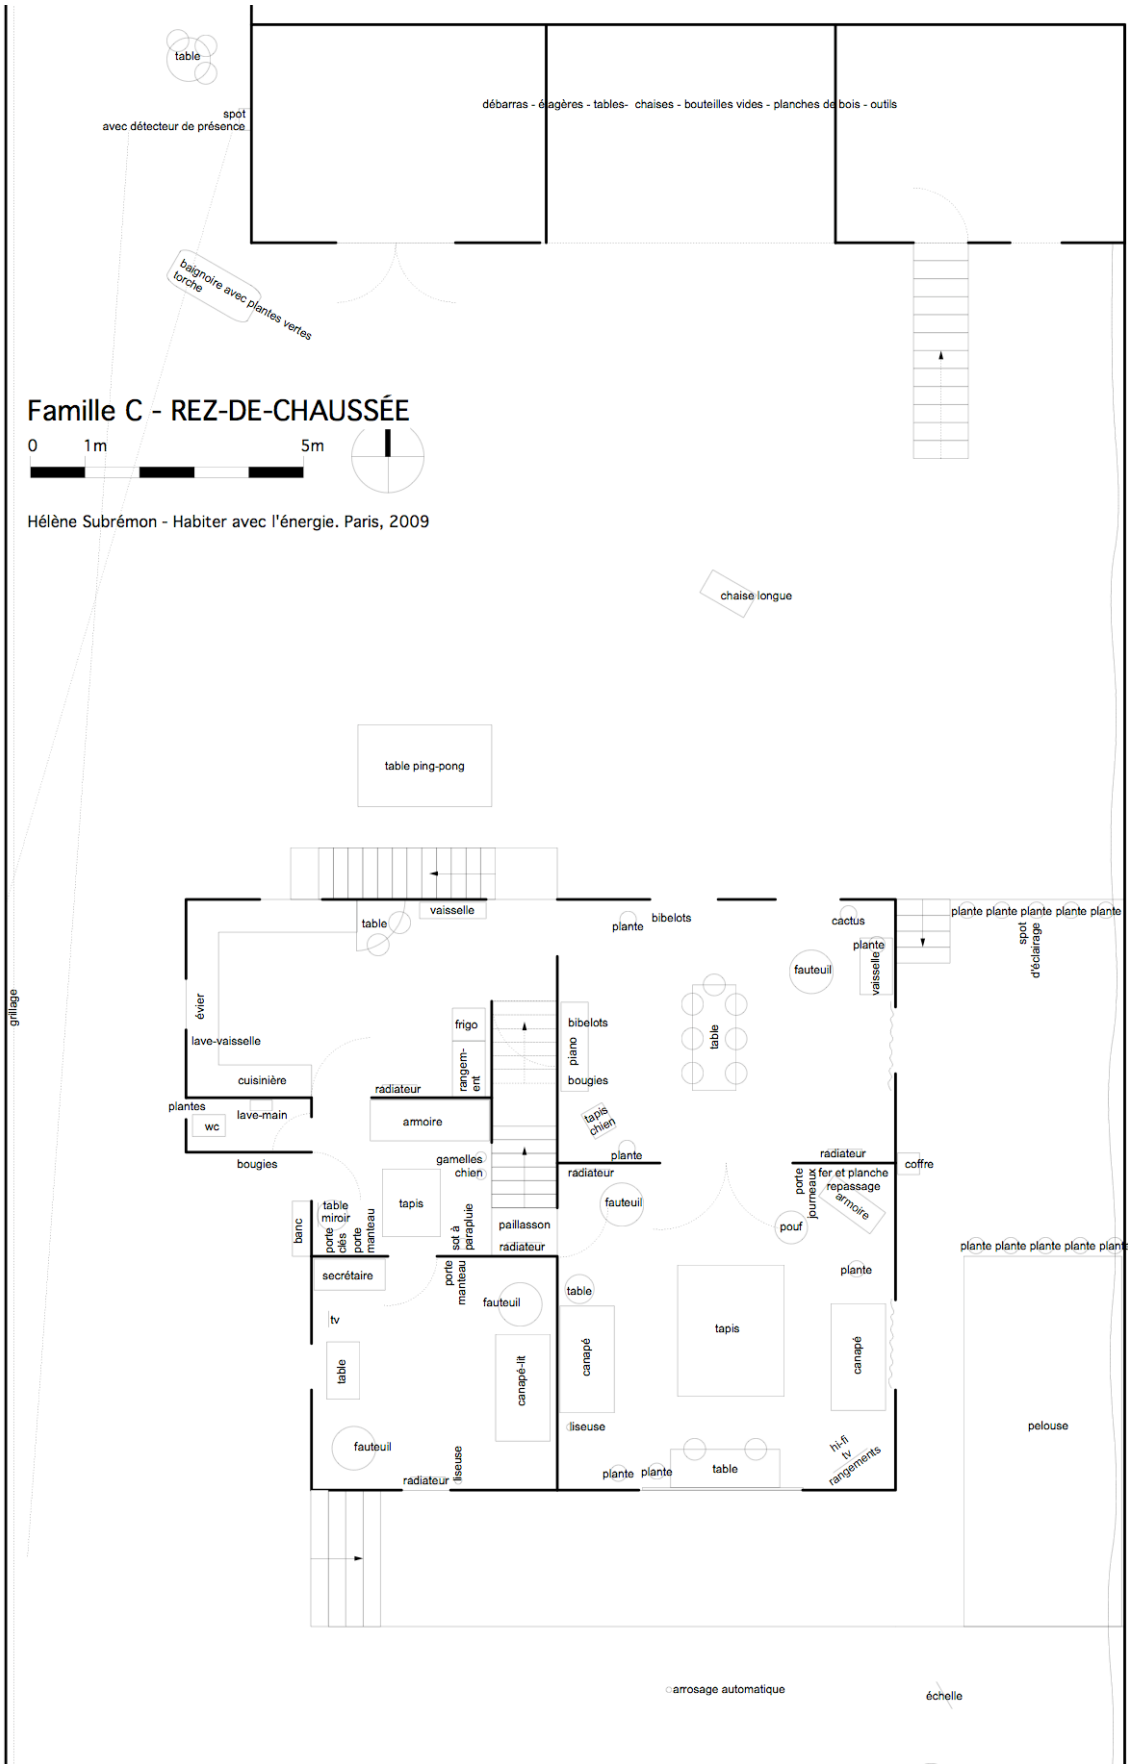 table
débarras - étagères - tables- chaises - bouteilles vides - planches de bois - outils
spot
avec détecteur de présence
baignoire avec plantes vertes
torche
Famille C - REZ-DE-CHAUSSÉE
0 1m 5m
Hélène Subrémon - Habiter avec l'énergie. Paris, 2009
chaise longue
table ping-pong
vaisselle
table
plante
bibelots
cactus
plante
vaisselle
fauteuil
plante plante plante plante plante
spot
d'éclairage
grillage
évier
lave-vaisselle
cuisinière
frigo
rangem-
ent
radiateur
bibelots
piano
bougies
table
tapis
chien
plante
plantes
wc
lave-main
bougies
armoire
gamelles
chien
radiateur
radiateur
coffre
fer et planche
repassage
armoire
porte
journeaux
pouf
fauteuil
banc
table
miroir
porte
clés
porte
manteau
tapis
sot à
parapluie
paillasson
radiateur
plante plante plante plante plante
plante
secrétaire
porte
manteau
fauteuil
tv
table
canapé-lit
table
canapé
tapis
canapé
liseuse
fauteuil
radiateur
liseuse
plante
plante
table
hi-fi
tv
rangements
pelouse
arrosage automatique
échelle